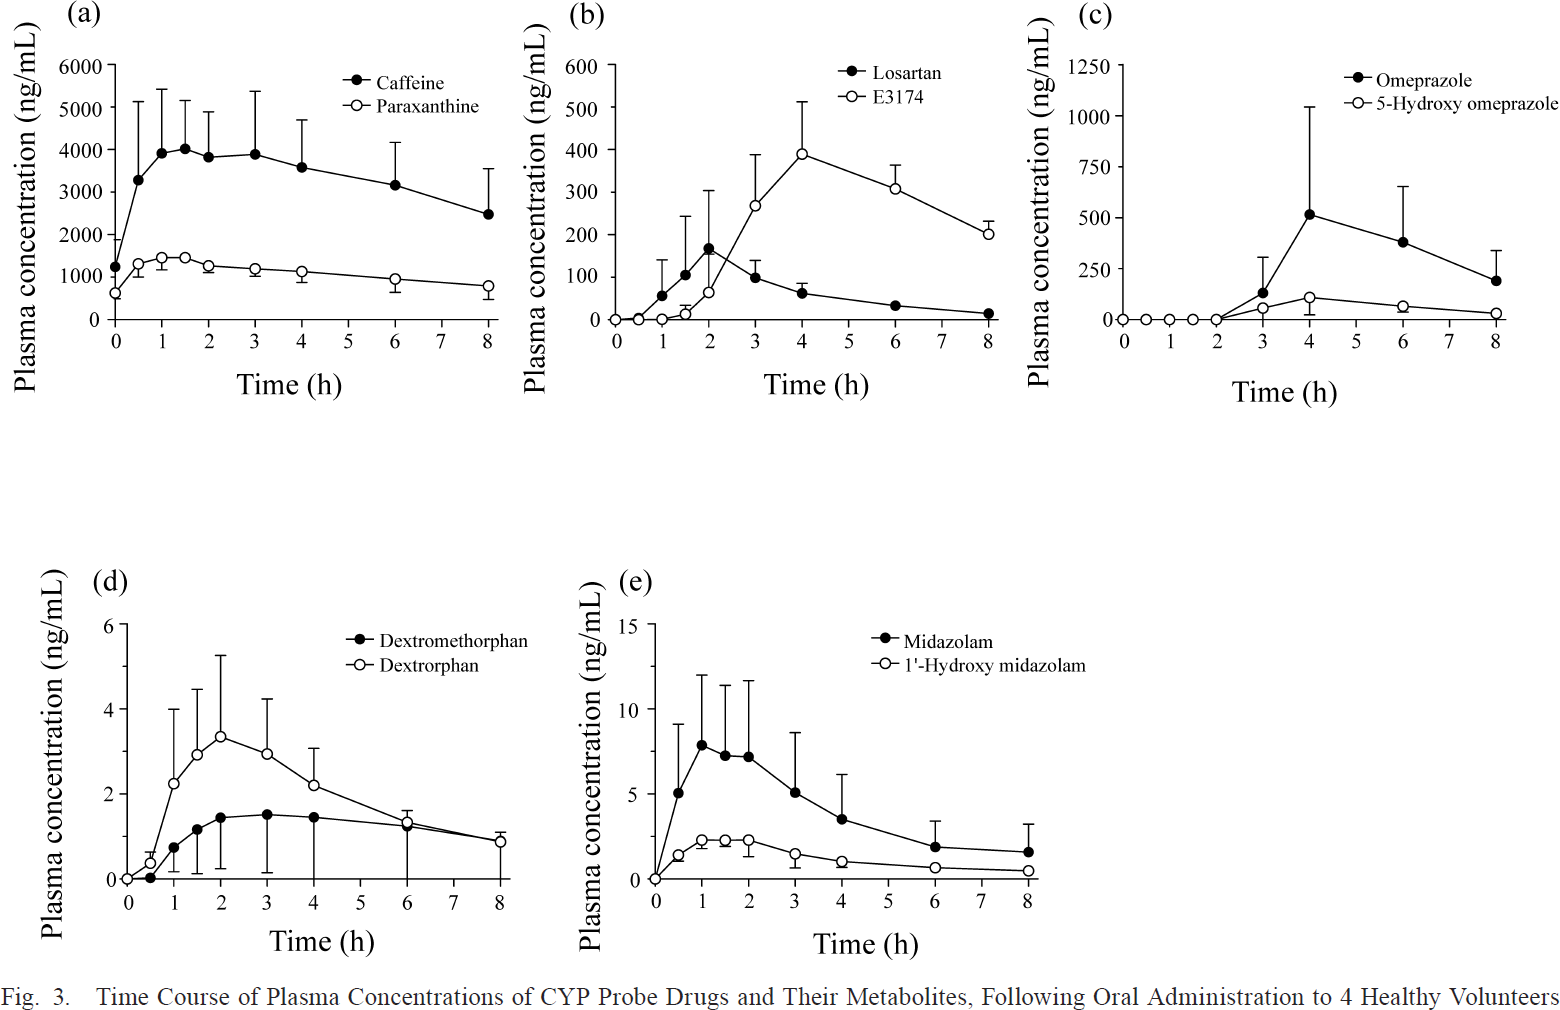 (a)
Plasma concentration (ng/mL)
6000
5000
4000
3000
2000
1000
0
Caffeine
Paraxanthine
0 1 2 3 4 5 6 7 8
Time (h)
(b)
Plasma concentration (ng/mL)
600
500
400
300
200
100
0
Losartan
E3174
0 1 2 3 4 5 6 7 8
Time (h)
(c)
Plasma concentration (ng/mL)
1250
1000
750
500
250
0
Omeprazole
5-Hydroxy omeprazole
0 1 2 3 4 5 6 7 8
Time (h)
(d)
Plasma concentration (ng/mL)
6
4
2
0
Dextromethorphan
Dextrorphan
0 1 2 3 4 5 6 7 8
Time (h)
(e)
Plasma concentration (ng/mL)
15
10
5
0
Midazolam
1'-Hydroxy midazolam
0 1 2 3 4 5 6 7 8
Time (h)
Fig. 3. Time Course of Plasma Concentrations of CYP Probe Drugs and Their Metabolites, Following Oral Administration to 4 Healthy Volunteers